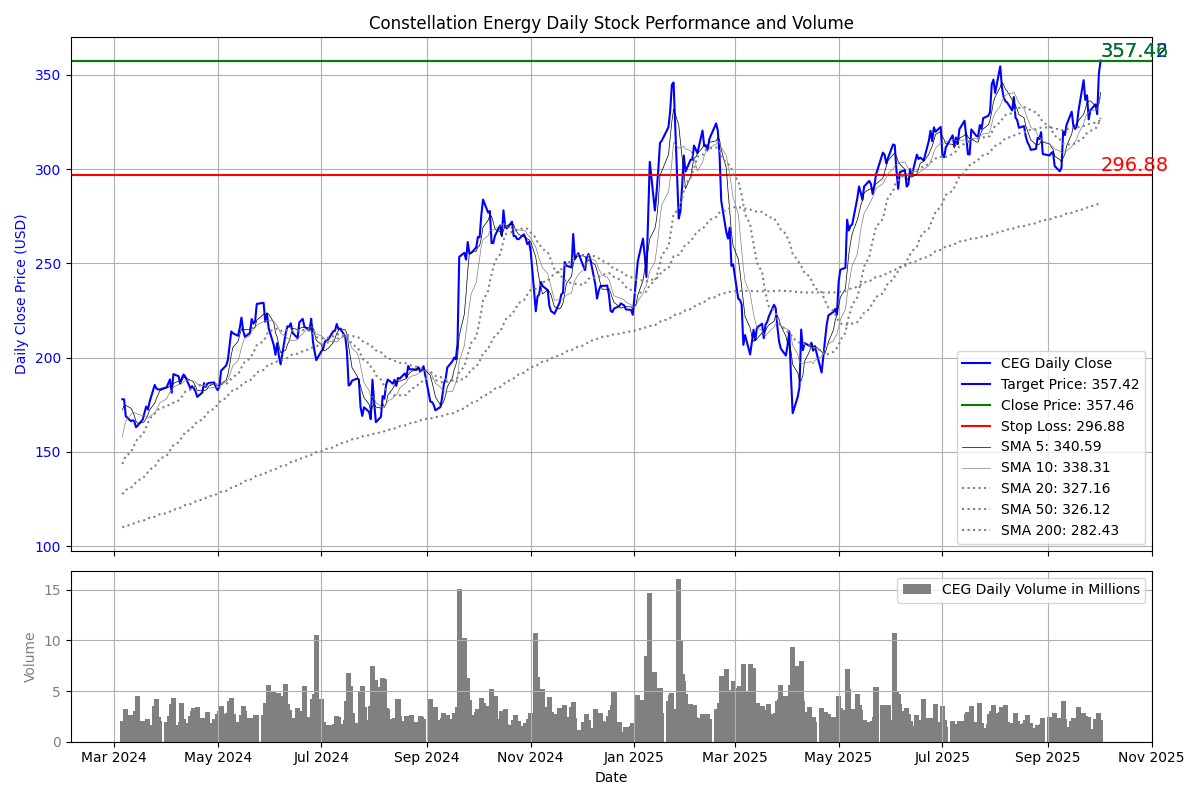 Constellation Energy Daily Stock Performance and Volume
357.42
357.46
296.88
Daily Close Price (USD)
350
300
250
200
150
100
CEG Daily Close
Target Price: 357.42
Close Price: 357.46
Stop Loss: 296.88
SMA 5: 340.59
SMA 10: 338.31
SMA 20: 327.16
SMA 50: 326.12
SMA 200: 282.43
Volume
15
10
5
0
CEG Daily Volume in Millions
Mar 2024 May 2024 Jul 2024 Sep 2024 Nov 2024 Jan 2025 Mar 2025 May 2025 Jul 2025 Sep 2025 Nov 2025
Date